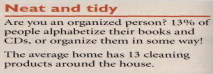 Neat and tidy
Are you an organized person? 13% of
people alphabetize their books and
CDs, or organize them in some way!
The average home has 13 cleaning
products around the house.